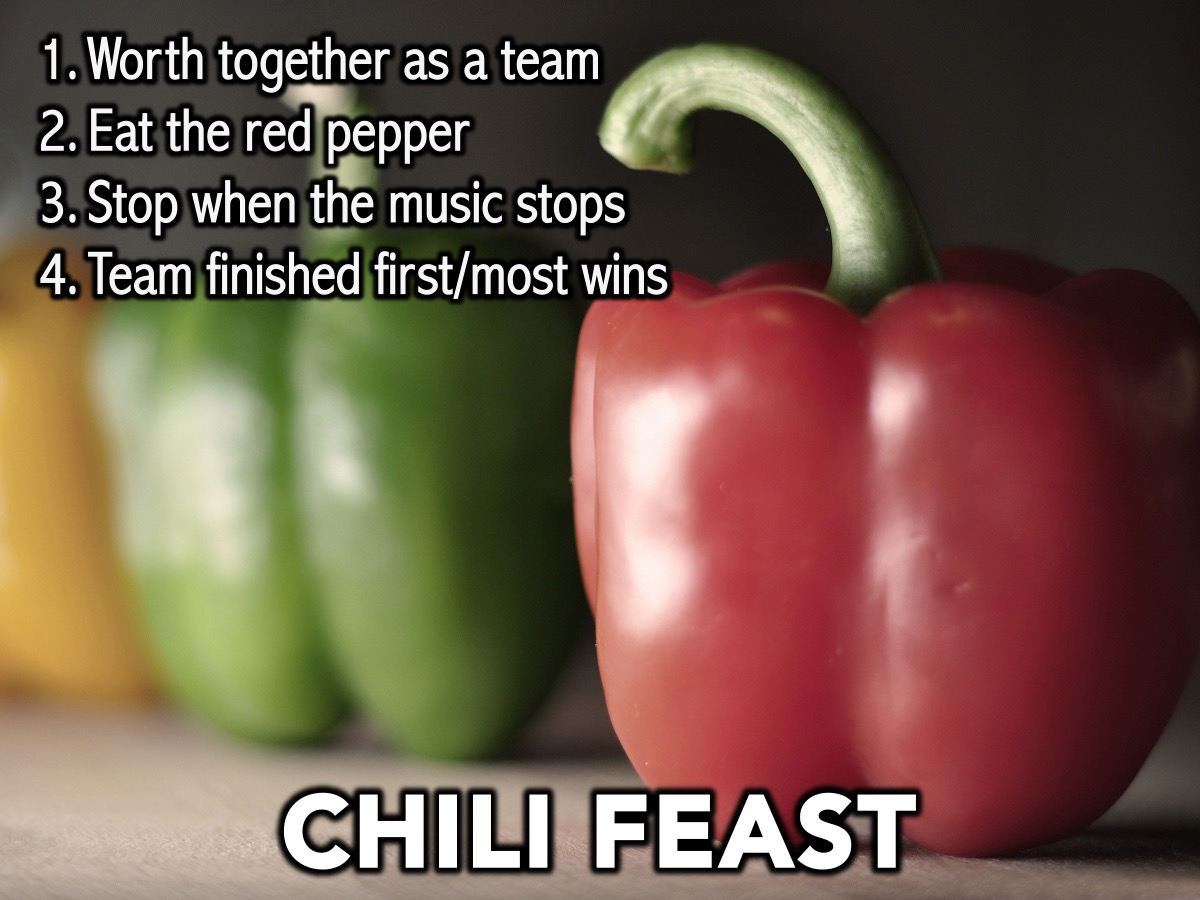 1. Worth together as a team
2. Eat the red pepper
3. Stop when the music stops
4. Team finished first/most wins
CHILI FEAST